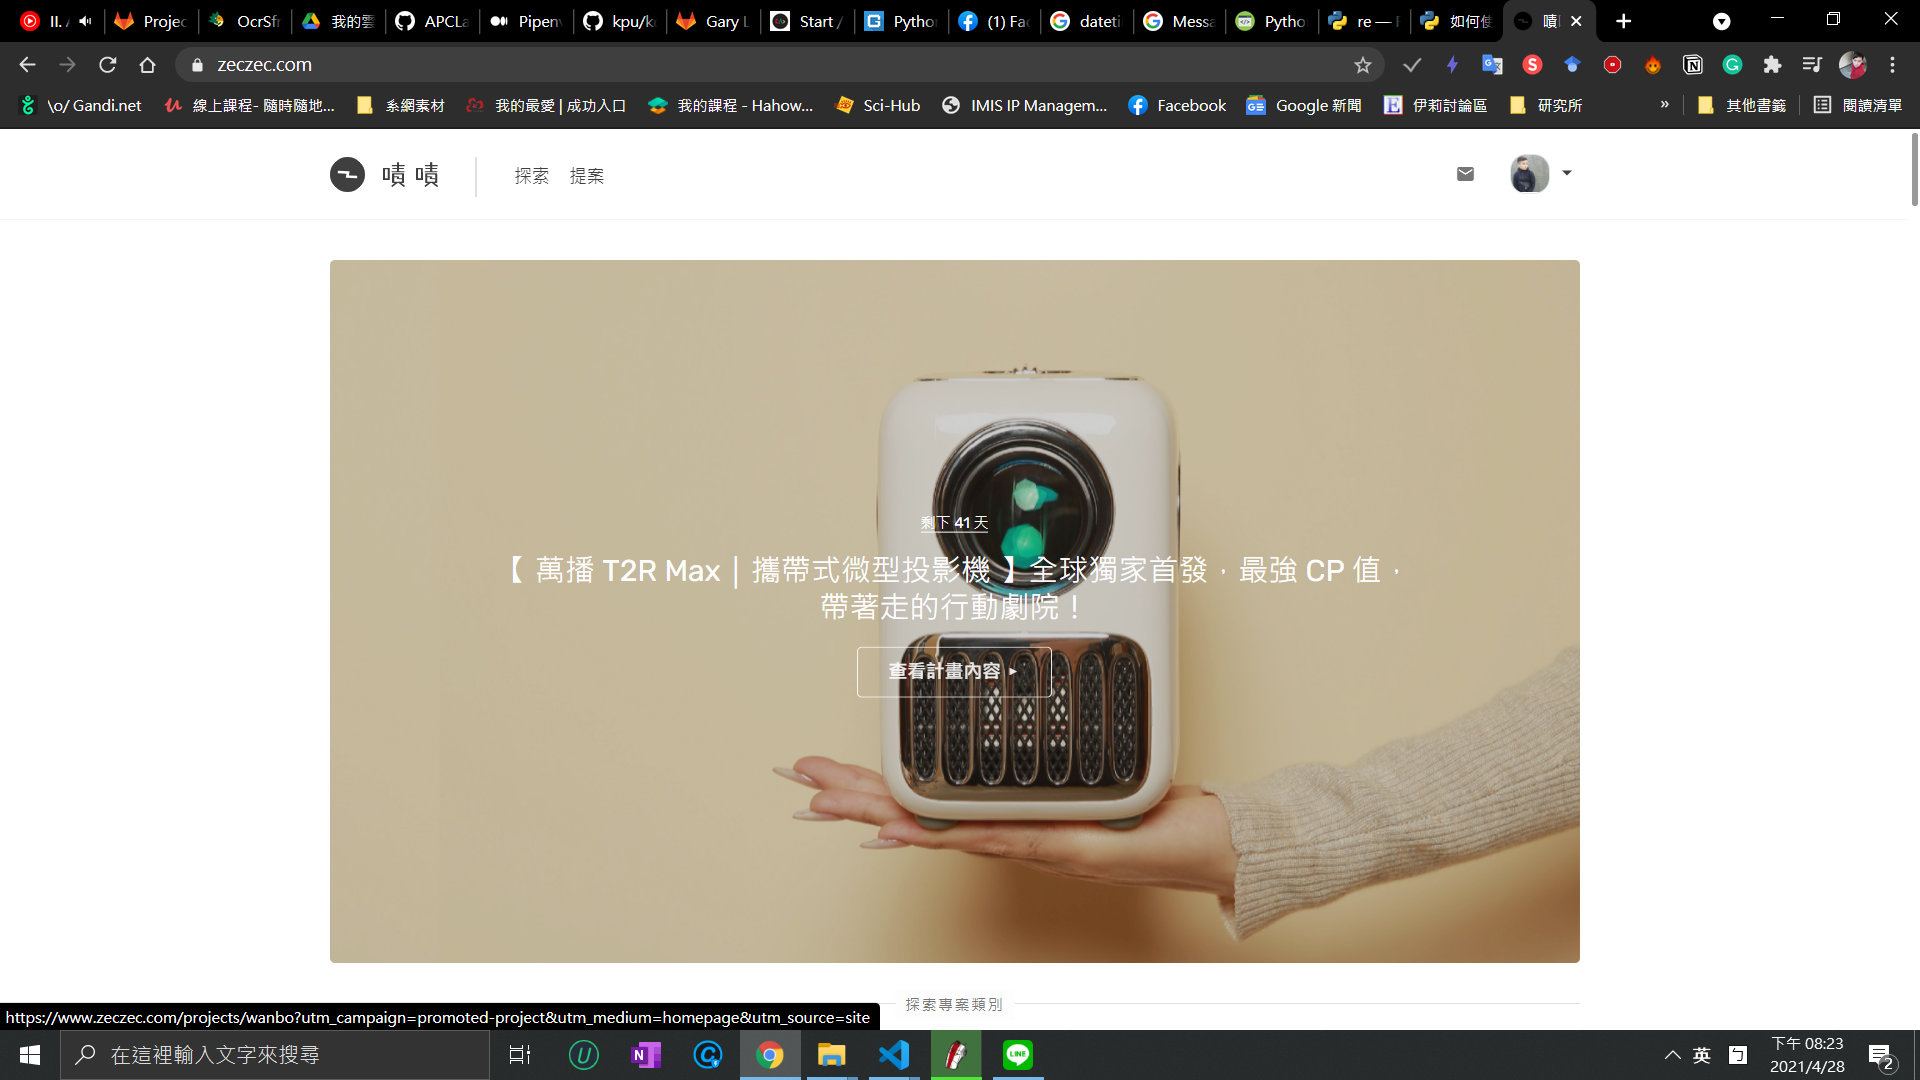 II. A
Projec
OcrSfr
我的雲
APCLa
Pipenv
kpu/k
Gary L
Start /
Pytho
(1) Fac
dateti
Messa
Pytho
re — P
如何使
嘖
zeczec.com
\o/ Gandi.net
線上課程- 隨時隨地...
系網素材
我的最愛 | 成功入口
我的課程 - Hahow...
Sci-Hub
IMIS IP Managem...
Facebook
Google 新聞
伊莉討論區
研究所
»
其他書籤
閱讀清單
嘖 嘖
探索 提案
剩下 41 天
【 萬播 T2R Max｜攜帶式微型投影機 】全球獨家首發，最強 CP 值，
帶著走的行動劇院！
查看計畫內容 ▸
探索專案類別
https://www.zeczec.com/projects/wanbo?utm_campaign=promoted-project&utm_medium=homepage&utm_source=site
在這裡輸入文字來搜尋
英
下午 08:23
2021/4/28
2